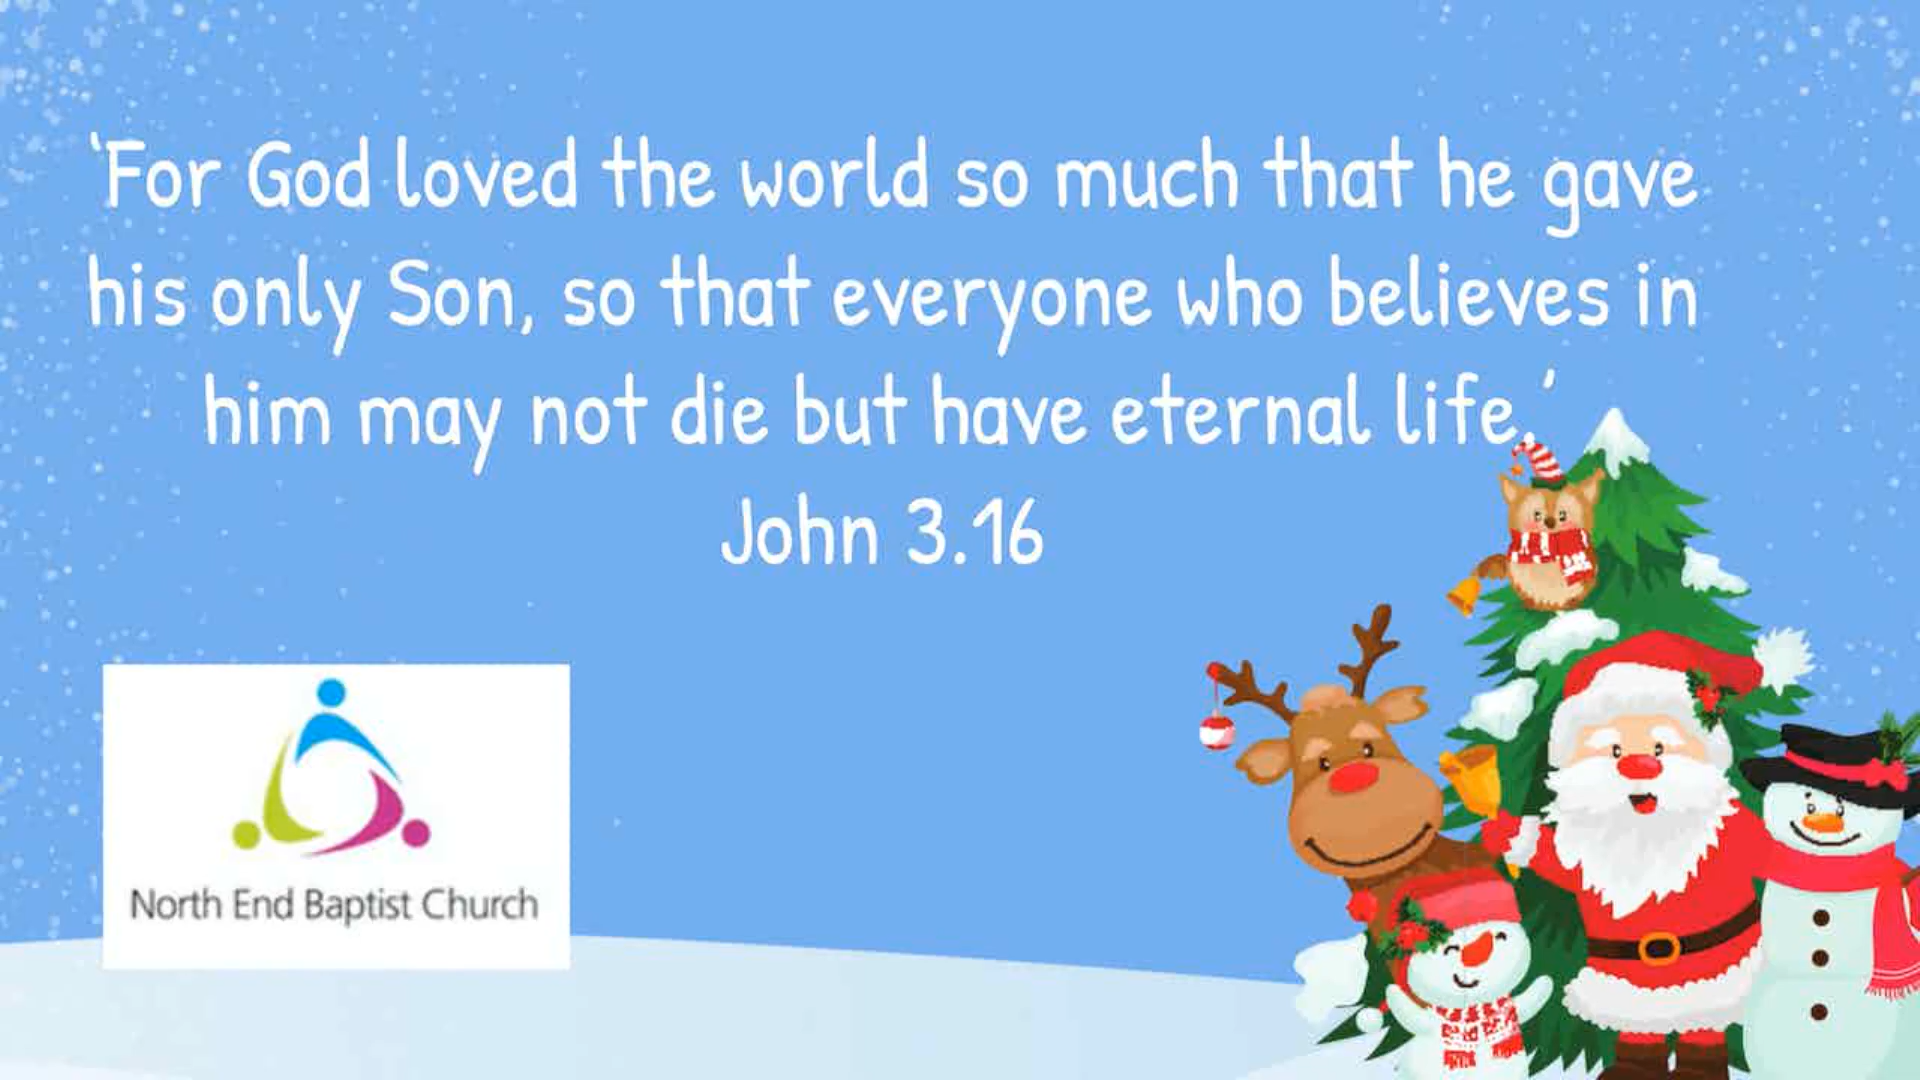 ‘For God loved the world so much that he gave
his only Son, so that everyone who believes in
him may not die but have eternal life.’
John 3.16
North End Baptist Church